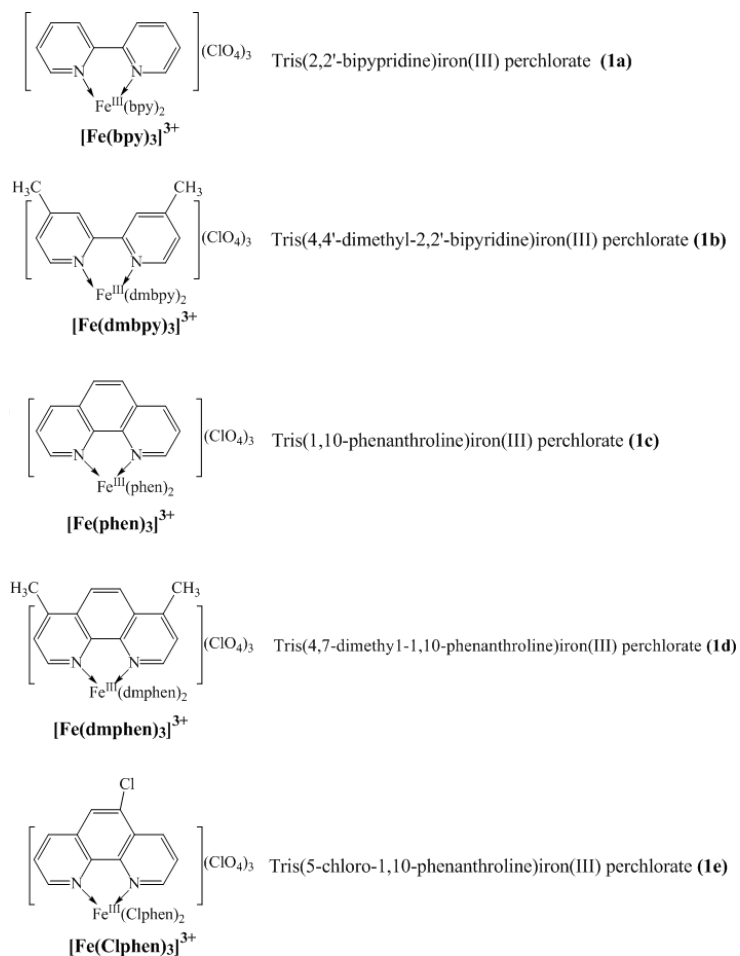 (ClO₄)₃ Tris(2,2'-bipypridine)iron(III) perchlorate (1a)
N N
Feᴵᴵᴵ(bpy)₂
[Fe(bpy)₃]³⁺
H₃C CH₃
(ClO₄)₃ Tris(4,4'-dimethyl-2,2'-bipyridine)iron(III) perchlorate (1b)
N N
Feᴵᴵᴵ(dmbpy)₂
[Fe(dmbpy)₃]³⁺
(ClO₄)₃ Tris(1,10-phenanthroline)iron(III) perchlorate (1c)
N N
Feᴵᴵᴵ(phen)₂
[Fe(phen)₃]³⁺
H₃C CH₃
(ClO₄)₃ Tris(4,7-dimethy1-1,10-phenanthroline)iron(III) perchlorate (1d)
N N
Feᴵᴵᴵ(dmphen)₂
[Fe(dmphen)₃]³⁺
Cl
(ClO₄)₃ Tris(5-chloro-1,10-phenanthroline)iron(III) perchlorate (1e)
N N
Feᴵᴵᴵ(Clphen)₂
[Fe(Clphen)₃]³⁺